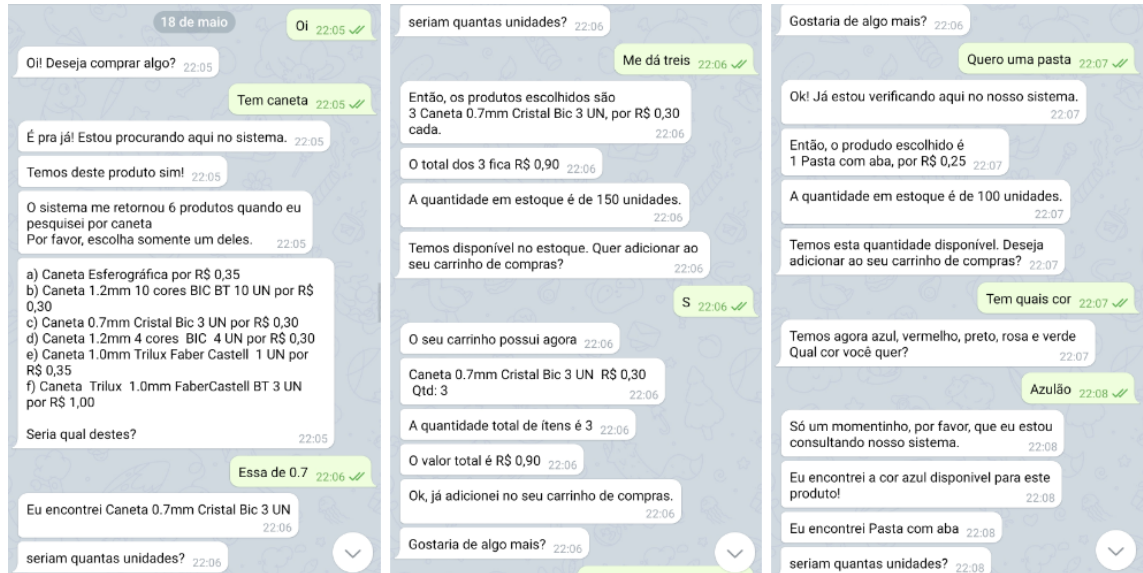 18 de maio
Oi 22:05
Oi! Deseja comprar algo? 22:05
Tem caneta 22:05
É pra já! Estou procurando aqui no sistema. 22:05
Temos deste produto sim! 22:05
O sistema me retornou 6 produtos quando eu
pesquisei por caneta
Por favor, escolha somente um deles. 22:05
a) Caneta Esferográfica por R$ 0,35
b) Caneta 1.2mm 10 cores BIC BT 10 UN por R$
0,30
c) Caneta 0.7mm Cristal Bic 3 UN por R$ 0,30
d) Caneta 1.2mm 4 cores BIC 4 UN por R$ 0,30
e) Caneta 1.0mm Trilux Faber Castell 1 UN por
R$ 0,35
f) Caneta Trilux 1.0mm FaberCastell BT 3 UN
por R$ 1,00
Seria qual destes? 22:05
Essa de 0.7 22:06
Eu encontrei Caneta 0.7mm Cristal Bic 3 UN
22:06
seriam quantas unidades? 22:06
seriam quantas unidades? 22:06
Me dá treis 22:06
Então, os produtos escolhidos são
3 Caneta 0.7mm Cristal Bic 3 UN, por R$ 0,30
cada. 22:06
O total dos 3 fica R$ 0,90 22:06
A quantidade em estoque é de 150 unidades.
22:06
Temos disponível no estoque. Quer adicionar ao
seu carrinho de compras? 22:06
S 22:06
O seu carrinho possui agora 22:06
Caneta 0.7mm Cristal Bic 3 UN R$ 0,30
Qtd: 3 22:06
A quantidade total de ítens é 3 22:06
O valor total é R$ 0,90 22:06
Ok, já adicionei no seu carrinho de compras.
22:06
Gostaria de algo mais? 22:06
Gostaria de algo mais? 22:06
Quero uma pasta 22:07
Ok! Já estou verificando aqui no nosso sistema.
22:07
Então, o produdo escolhido é
1 Pasta com aba, por R$ 0,25 22:07
A quantidade em estoque é de 100 unidades.
22:07
Temos esta quantidade disponível. Deseja
adicionar ao seu carrinho de compras? 22:07
Tem quais cor 22:07
Temos agora azul, vermelho, preto, rosa e verde
Qual cor você quer? 22:07
Azulão 22:08
Só um momentinho, por favor, que eu estou
consultando nosso sistema. 22:08
Eu encontrei a cor azul disponivel para este
produto! 22:08
Eu encontrei Pasta com aba 22:08
seriam quantas unidades? 22:08